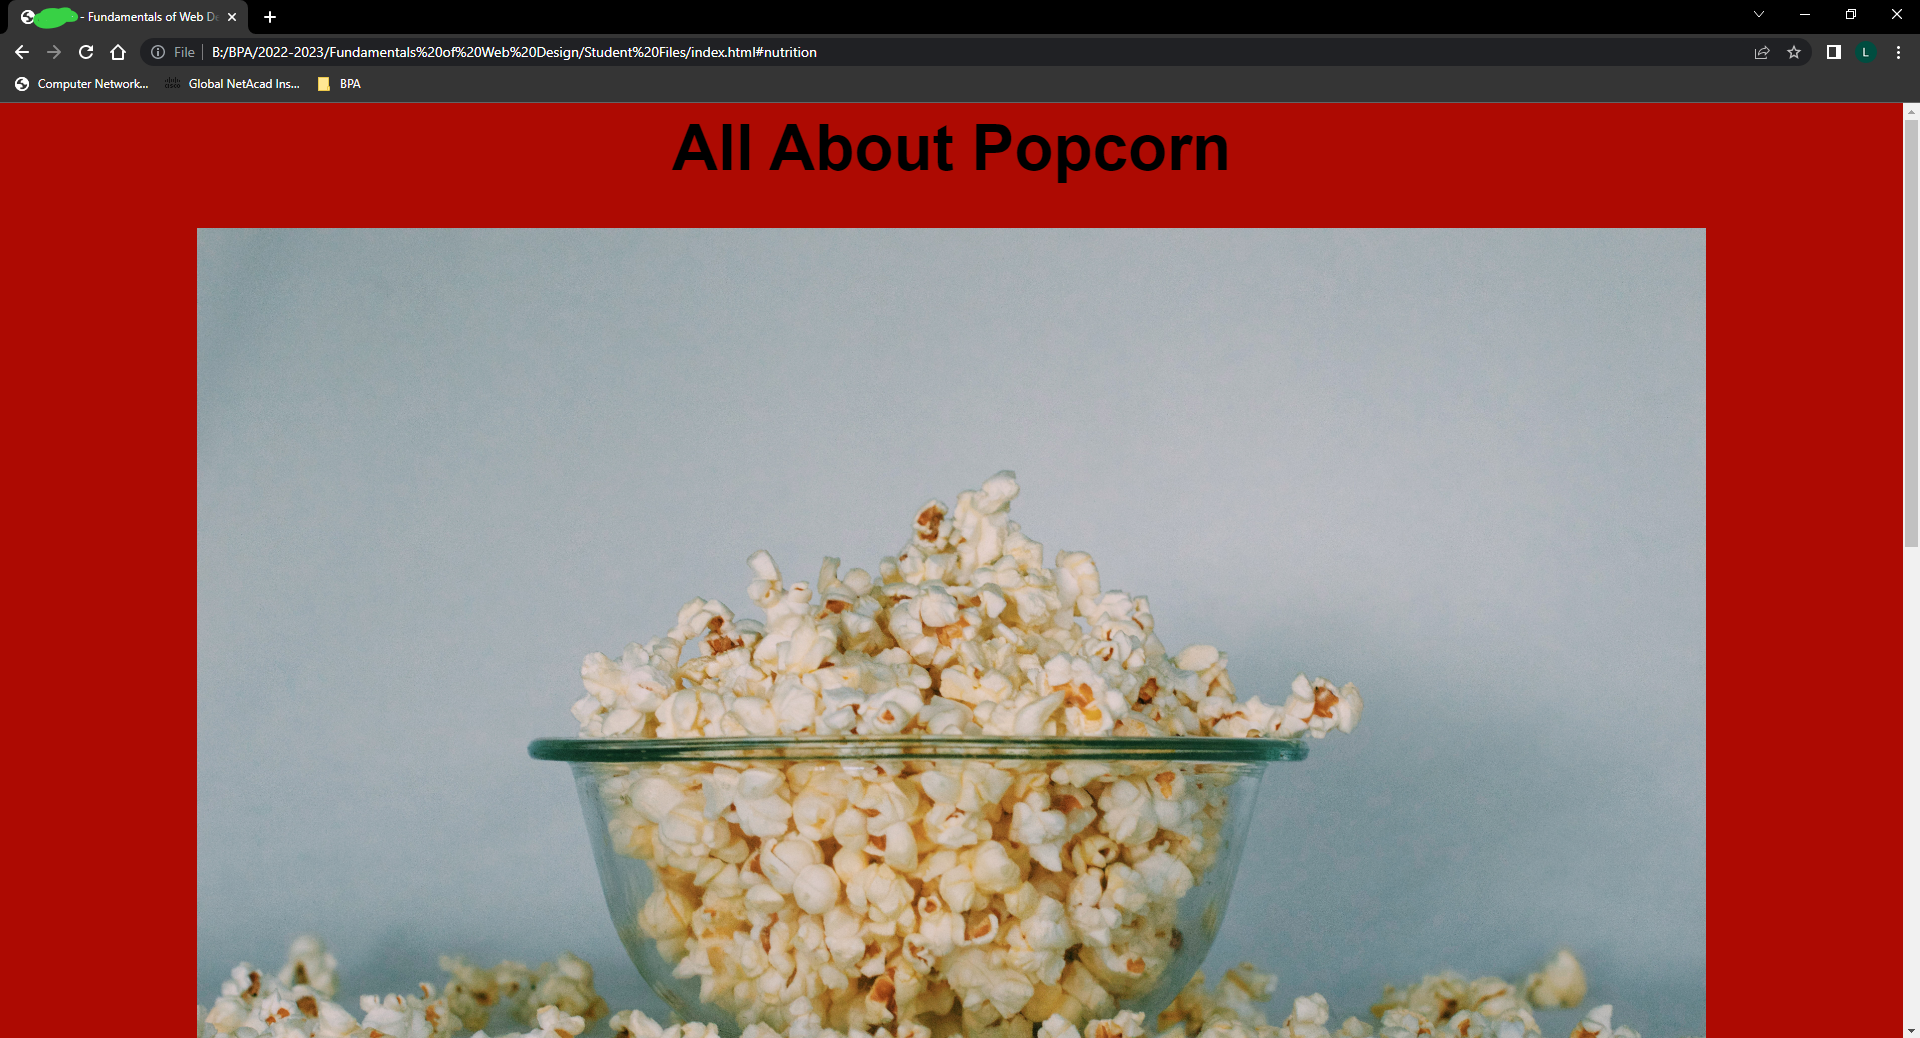 - Fundamentals of Web De
File
B:/BPA/2022-2023/Fundamentals%20of%20Web%20Design/Student%20Files/index.html#nutrition
L
Computer Network...
Global NetAcad Ins...
BPA
All About Popcorn